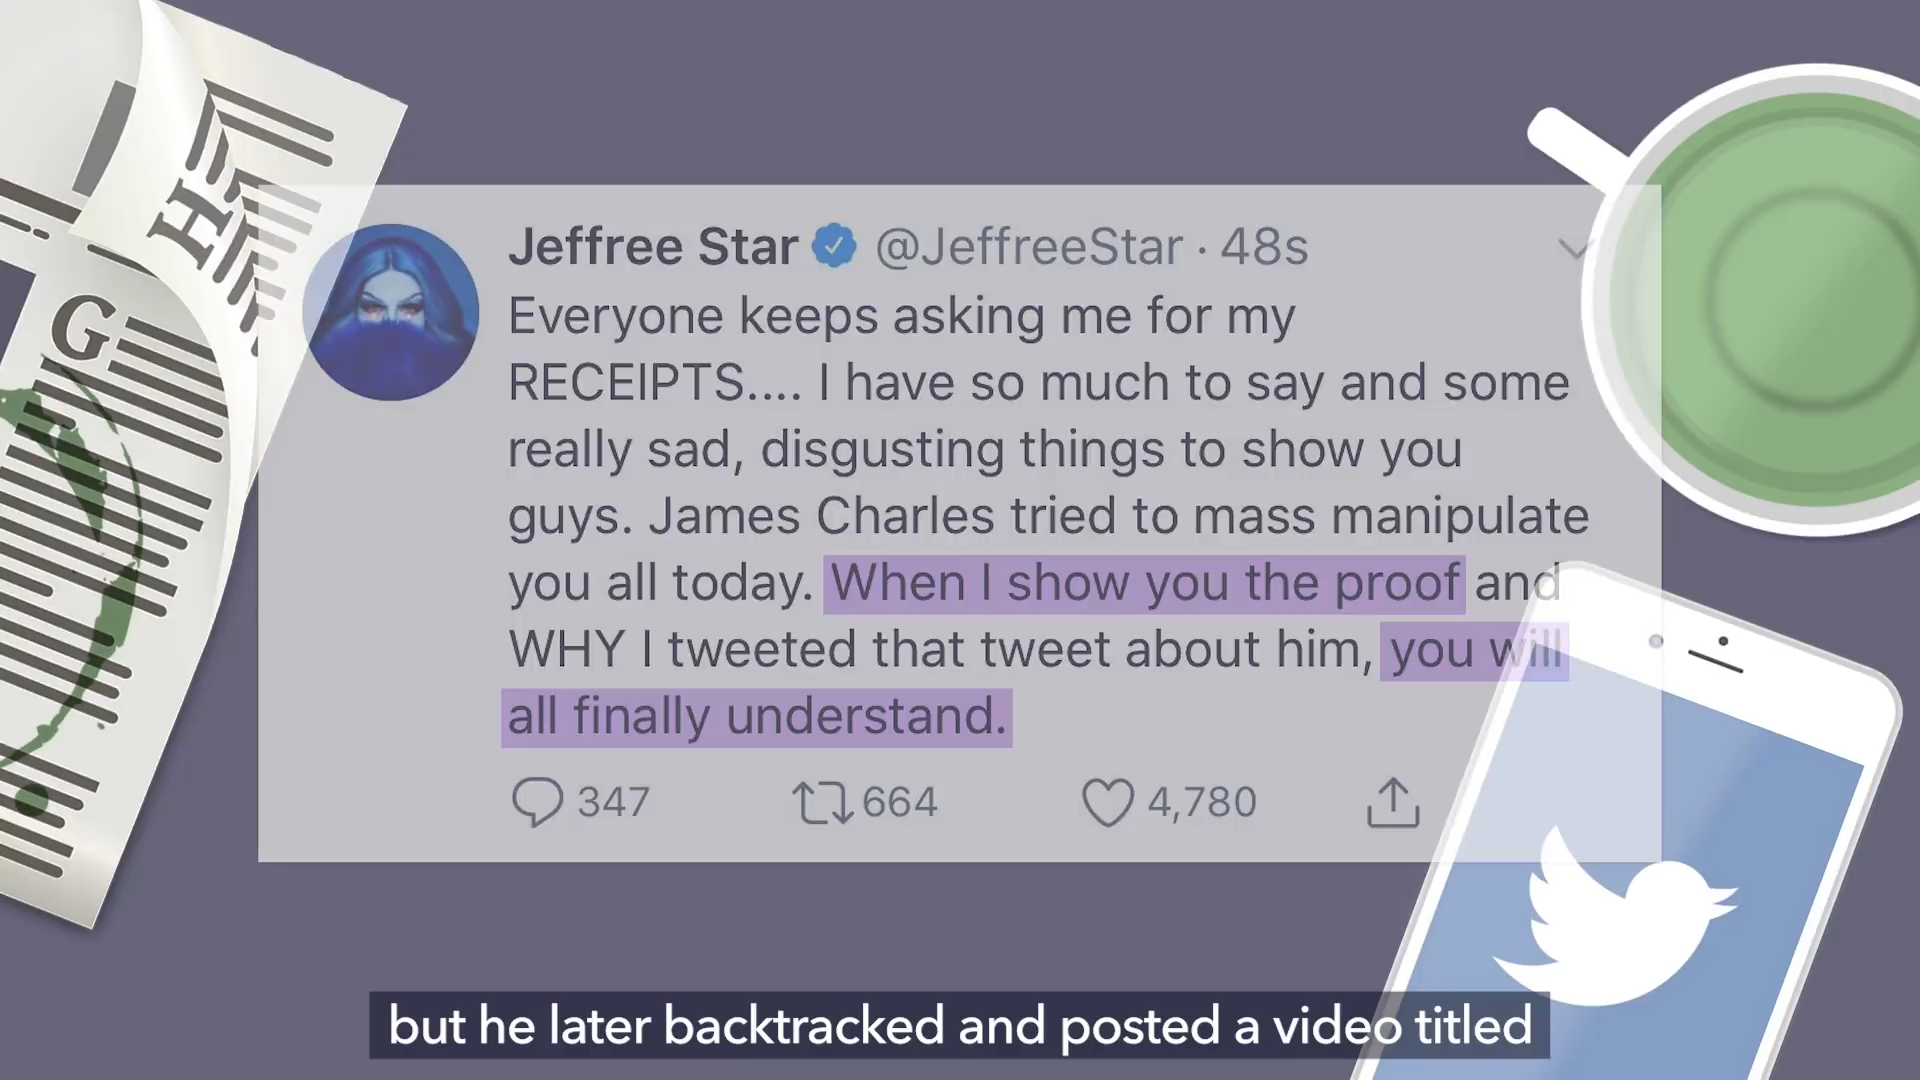 H
G
Jeffree Star @JeffreeStar · 48s
Everyone keeps asking me for my
RECEIPTS.... I have so much to say and some
really sad, disgusting things to show you
guys. James Charles tried to mass manipulate
you all today. When I show you the proof and
WHY I tweeted that tweet about him, you will
all finally understand.
347 664 4,780
but he later backtracked and posted a video titled